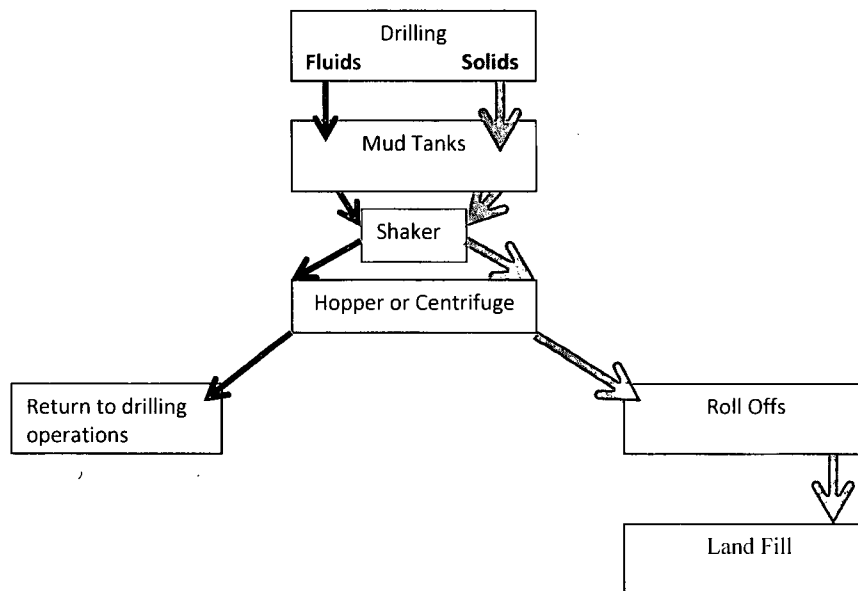 Drilling
Fluids Solids
Mud Tanks
Shaker
Hopper or Centrifuge
Return to drilling
operations
Roll Offs
Land Fill